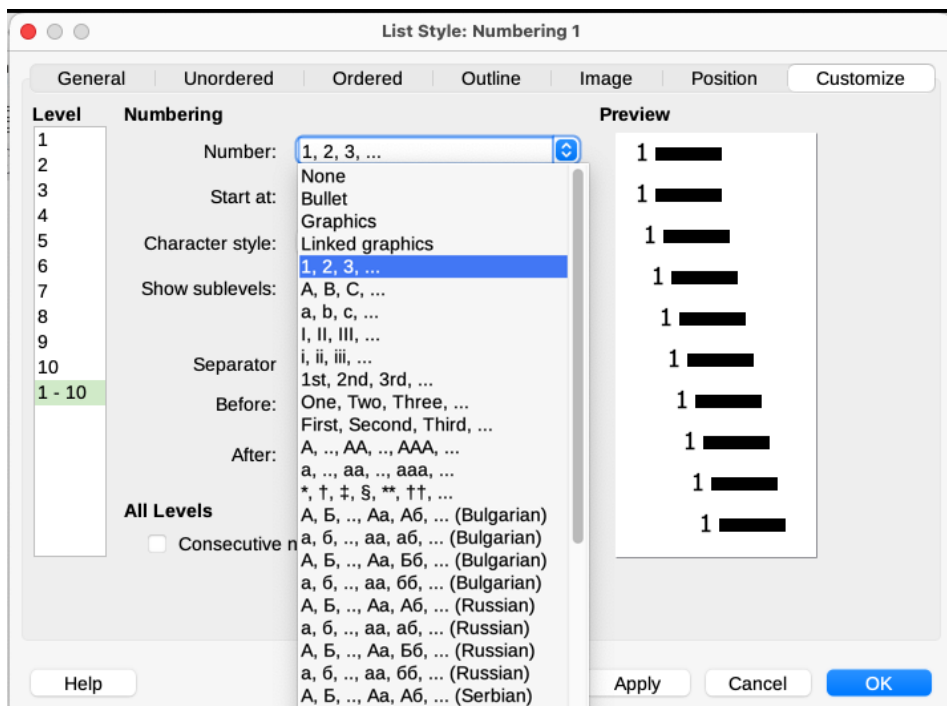 List Style: Numbering 1
General Unordered Ordered Outline Image Position Customize
Level
1
2
3
4
5
6
7
8
9
10
1 - 10
Numbering
Number: 1, 2, 3, ...
Start at:
Character style:
Show sublevels:
Separator
Before:
After:
All Levels
Consecutive n
None
Bullet
Graphics
Linked graphics
1, 2, 3, ...
A, B, C, ...
a, b, c, ...
I, II, III, ...
i, ii, iii, ...
1st, 2nd, 3rd, ...
One, Two, Three, ...
First, Second, Third, ...
A, .., AA, .., AAA, ...
a, .., aa, .., aaa, ...
*, †, ‡, §, **, ††, ...
А, Б, .., Аа, Аб, ... (Bulgarian)
а, б, .., аа, аб, ... (Bulgarian)
А, Б, .., Аа, Бб, ... (Bulgarian)
а, б, .., аа, бб, ... (Bulgarian)
А, Б, .., Аа, Аб, ... (Russian)
а, б, .., аа, аб, ... (Russian)
А, Б, .., Аа, Бб, ... (Russian)
а, б, .., аа, бб, ... (Russian)
А, Б, .., Аа, Аб, ... (Serbian)
Preview
1
1
1
1
1
1
1
1
1
1
Help Apply Cancel OK